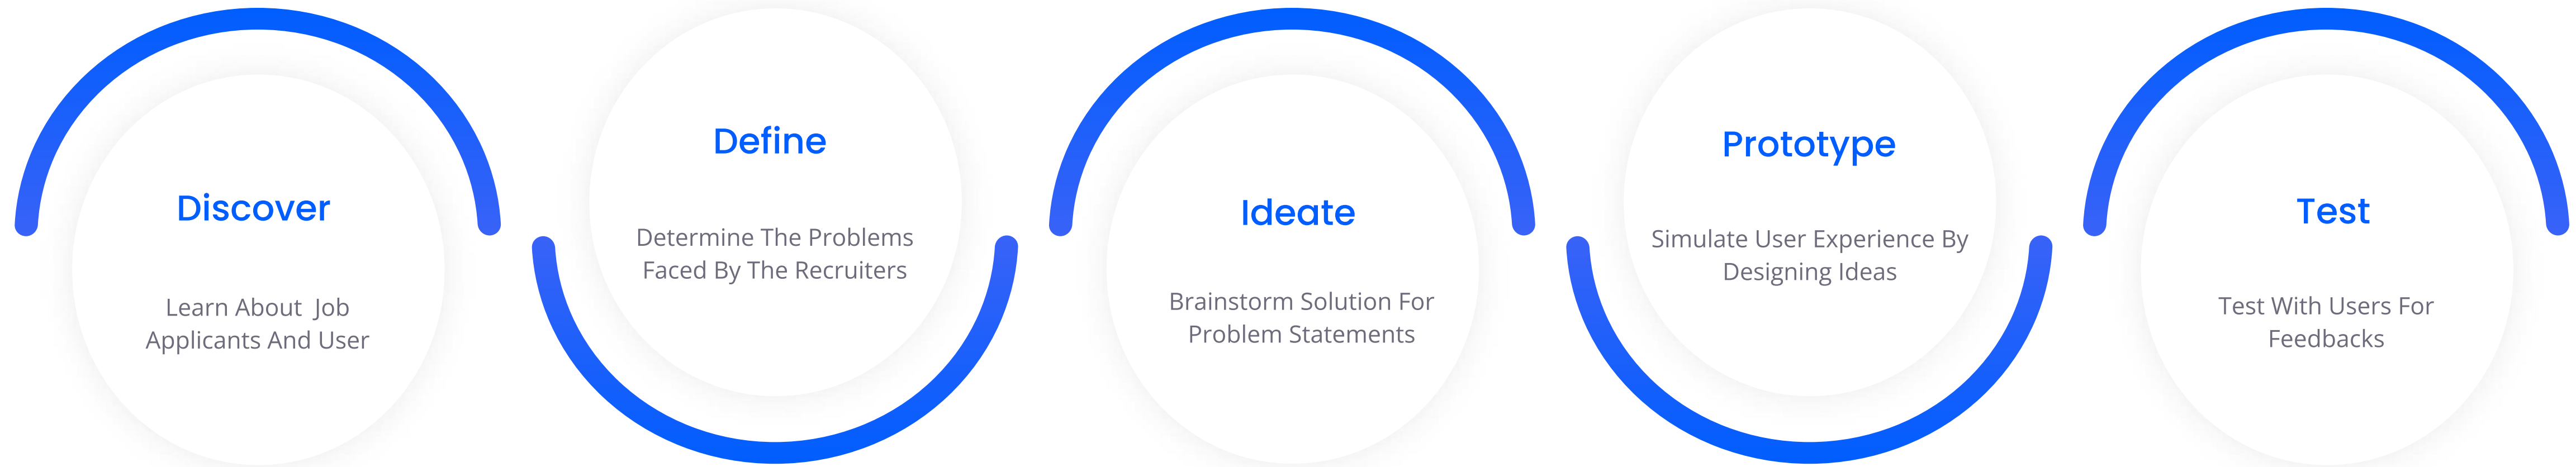 Discover
Learn About  Job
Applicants And User
Define
Determine The Problems
Faced By The Recruiters
Ideate
Brainstorm Solution For
Problem Statements
Prototype
Simulate User Experience By
Designing Ideas
Test
Test With Users For
Feedbacks